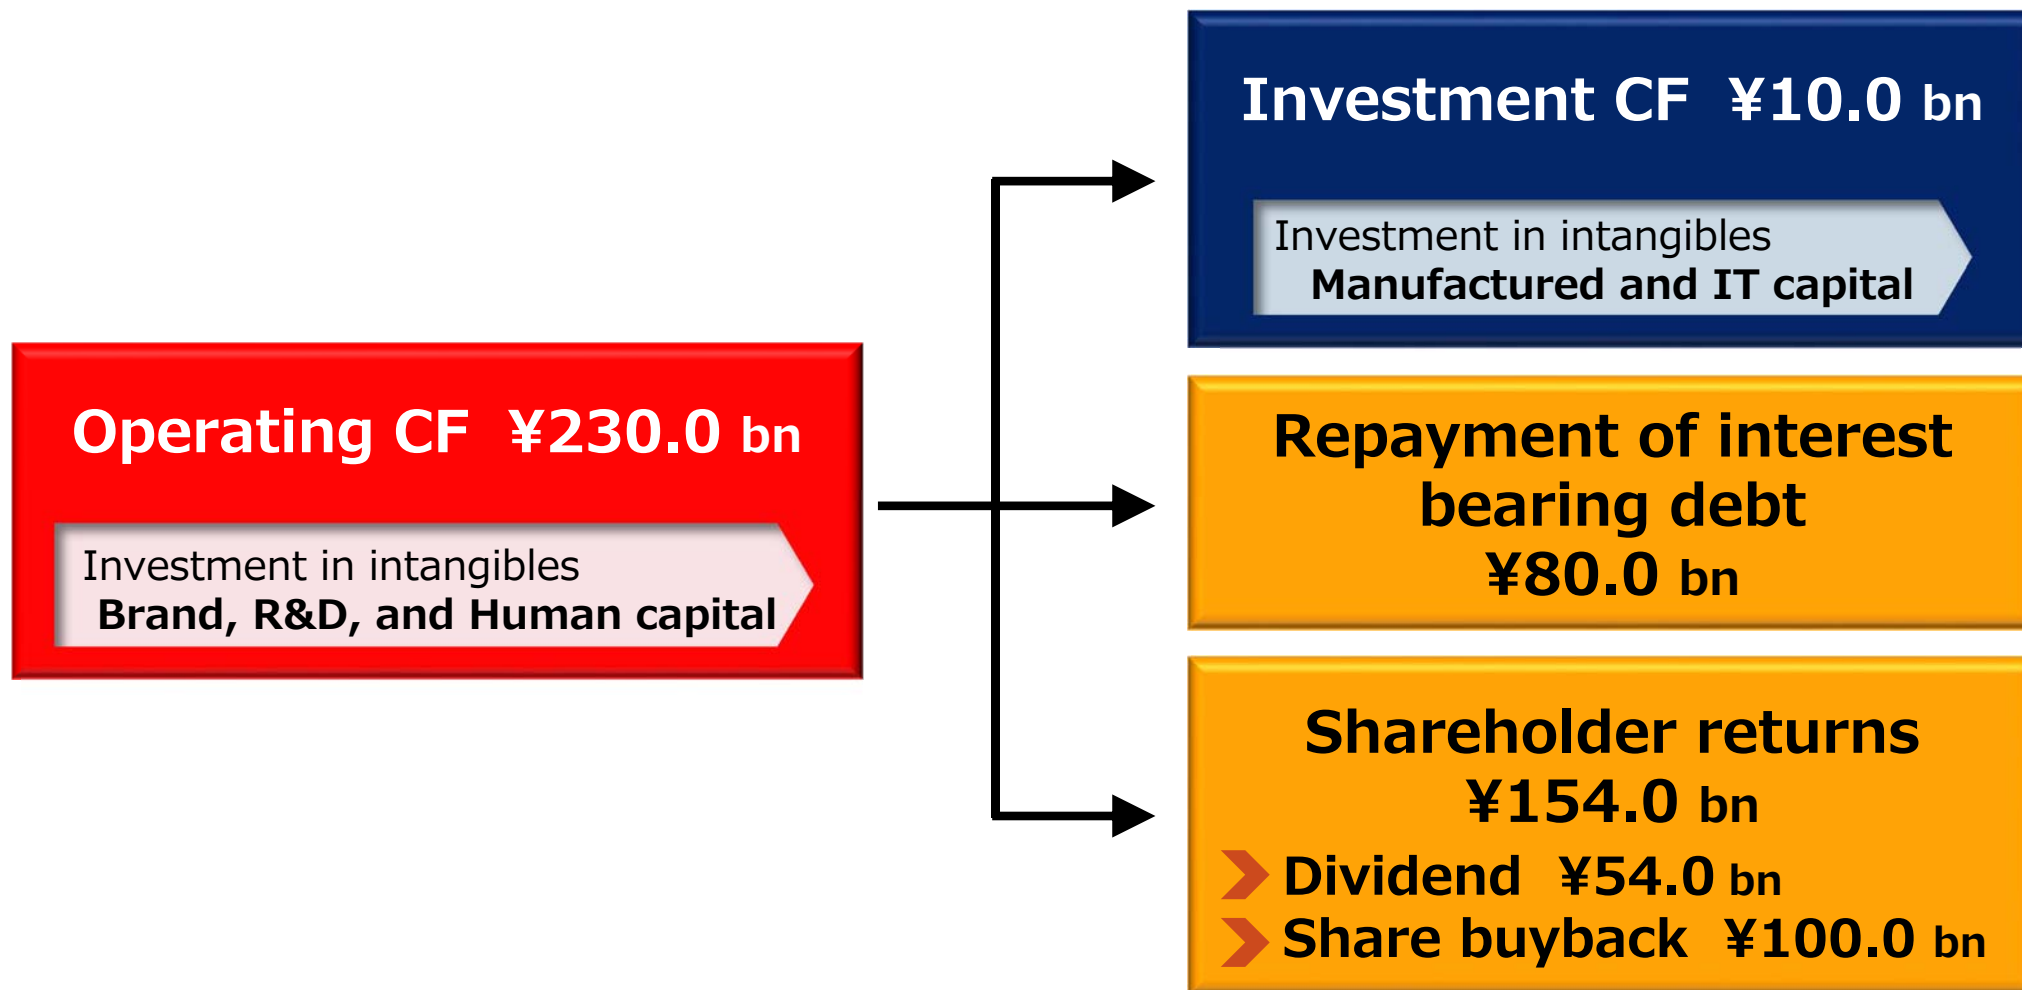 Operating CF ¥230.0 bn
Investment in intangibles
Brand, R&D, and Human capital
Investment CF ¥10.0 bn
Investment in intangibles
Manufactured and IT capital
Repayment of interest
bearing debt
¥80.0 bn
Shareholder returns
¥154.0 bn
Dividend ¥54.0 bn
Share buyback ¥100.0 bn